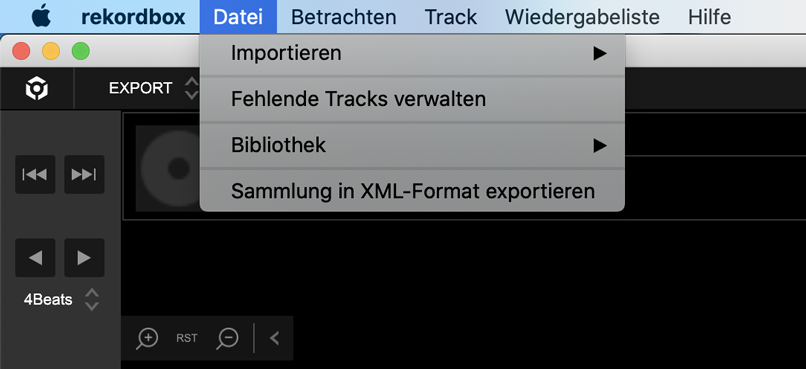 rekordbox Datei Betrachten Track Wiedergabeliste Hilfe
Importieren
EXPORT
Fehlende Tracks verwalten
Bibliothek
Sammlung in XML-Format exportieren
4Beats
RST